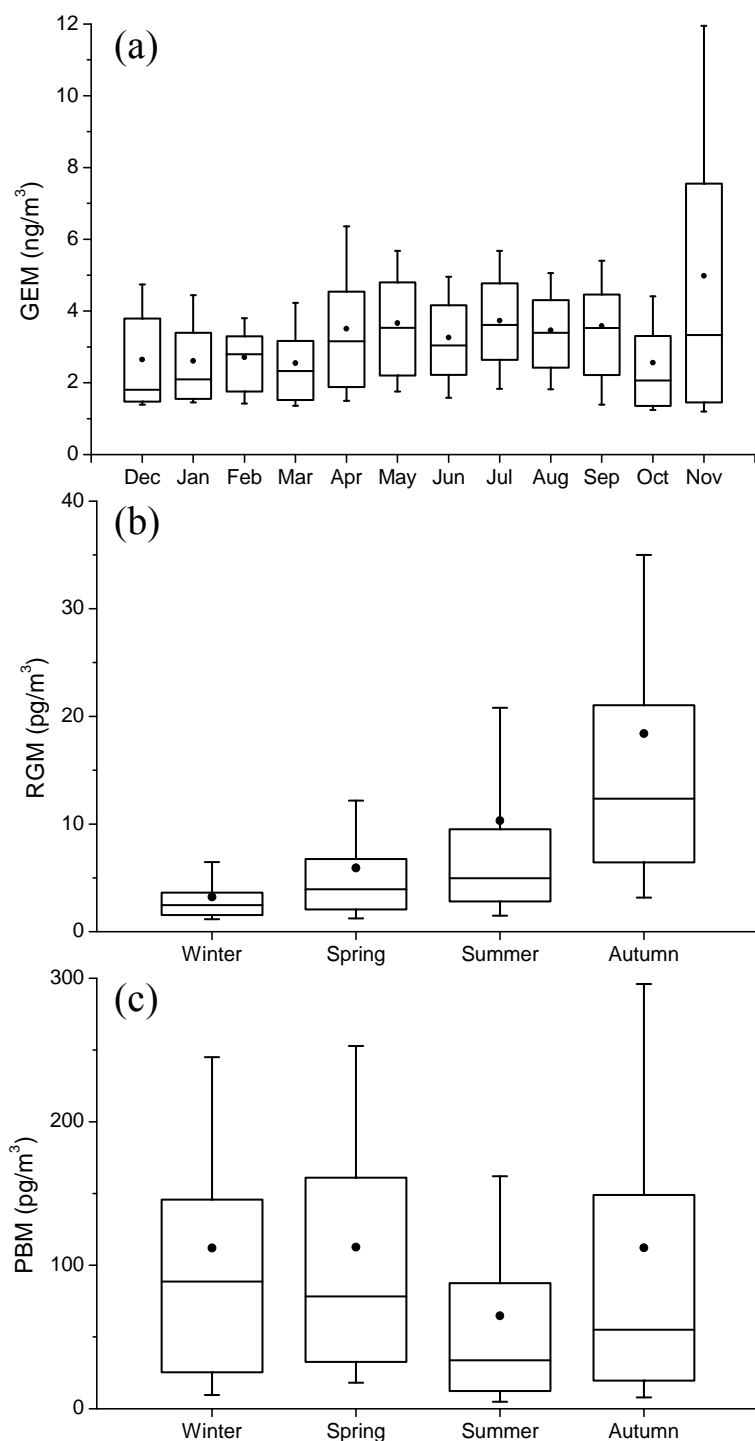 (a)
GEM (ng/m³)
12
10
8
6
4
2
0
Dec Jan Feb Mar Apr May Jun Jul Aug Sep Oct Nov
(b)
RGM (pg/m³)
40
30
20
10
0
Winter Spring Summer Autumn
(c)
PBM (pg/m³)
300
200
100
0
Winter Spring Summer Autumn